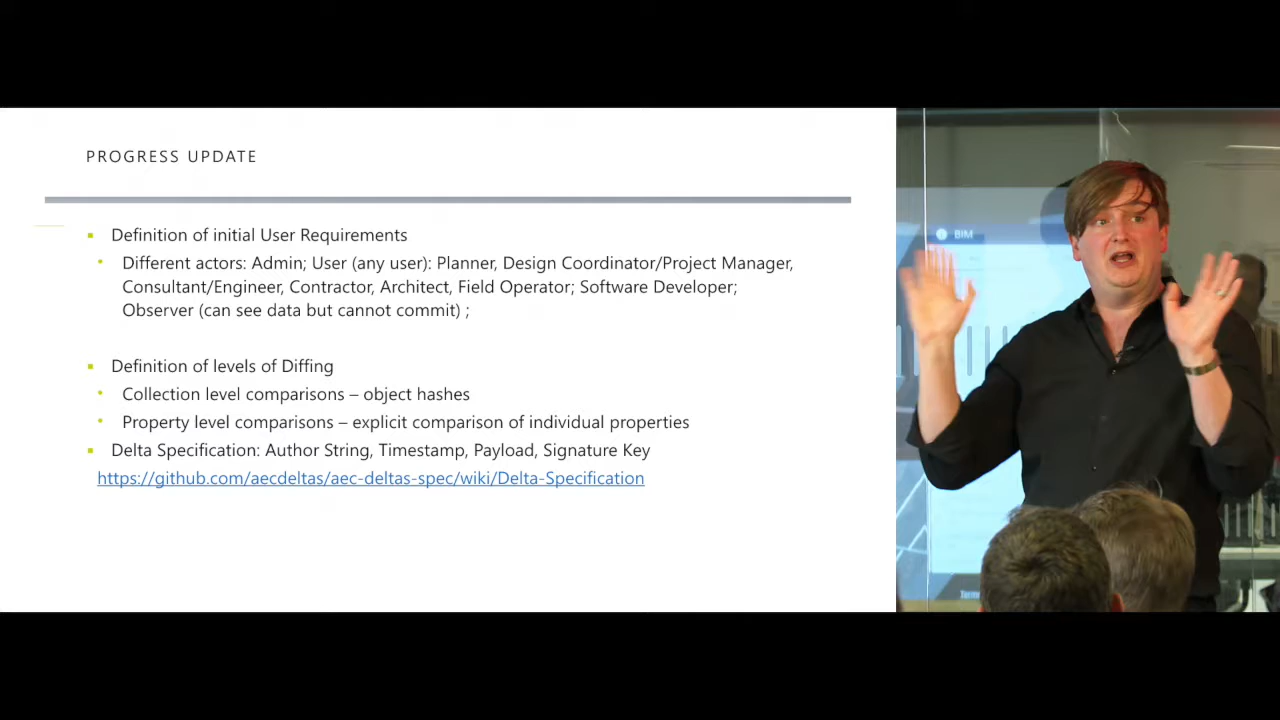 PROGRESS UPDATE
Definition of initial User Requirements
Different actors: Admin; User (any user): Planner, Design Coordinator/Project Manager,
Consultant/Engineer, Contractor, Architect, Field Operator; Software Developer;
Observer (can see data but cannot commit) ;
Definition of levels of Diffing
Collection level comparisons – object hashes
Property level comparisons – explicit comparison of individual properties
Delta Specification: Author String, Timestamp, Payload, Signature Key
https://github.com/aecdeltas/aec-deltas-spec/wiki/Delta-Specification
BIM